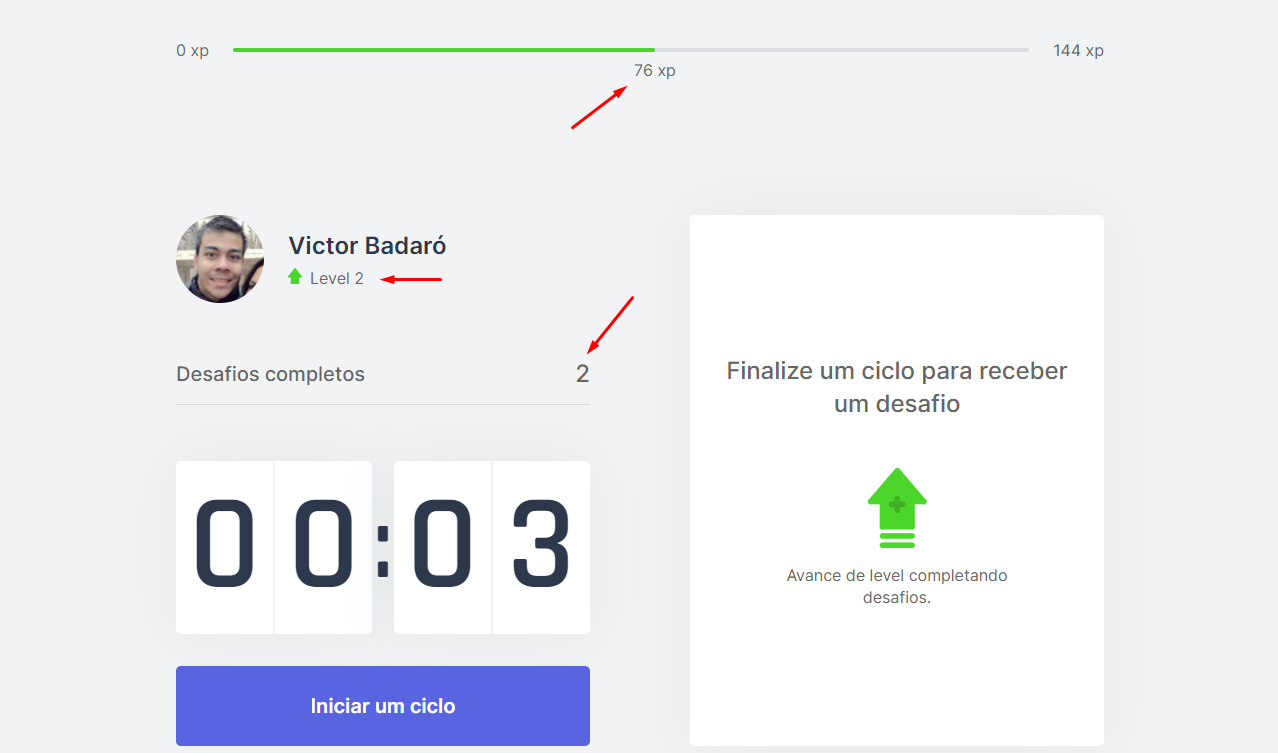 0 xp
144 xp
76 xp
Victor Badaró
Level 2
Desafios completos
2
00:03
Iniciar um ciclo
Finalize um ciclo para receber
um desafio
Avance de level completando
desafios.